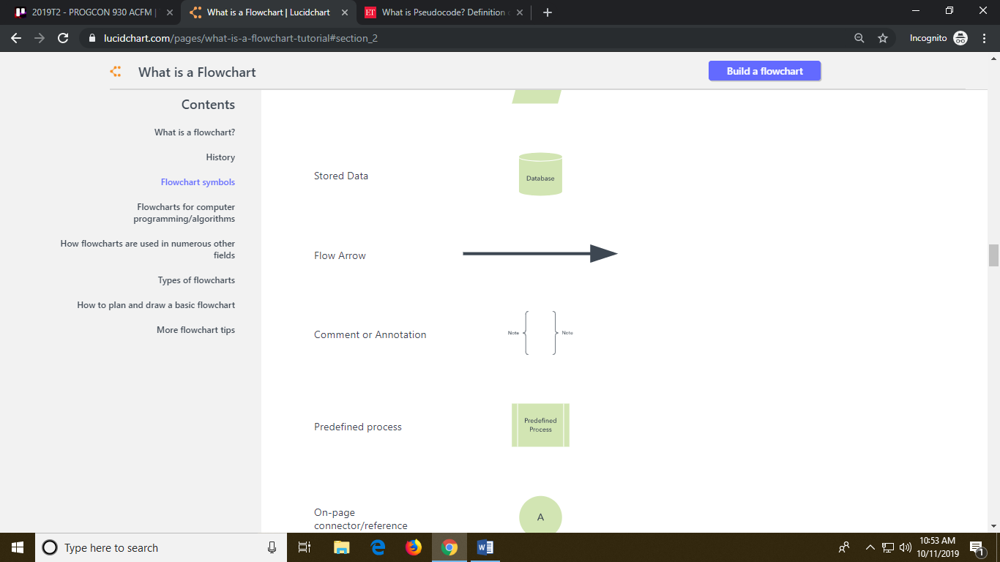 2019T2 - PROGCON 930 ACFM |
What is a Flowchart | Lucidchart
ET What is Pseudocode? Definition
lucidchart.com/pages/what-is-a-flowchart-tutorial#section_2
Incognito
What is a Flowchart
Build a flowchart
Contents
What is a flowchart?
History
Flowchart symbols
Flowcharts for computer
programming/algorithms
How flowcharts are used in numerous other
fields
Types of flowcharts
How to plan and draw a basic flowchart
More flowchart tips
Stored Data
Database
Flow Arrow
Comment or Annotation
Note
Note
Predefined process
Predefined
Process
On-page
connector/reference
A
Type here to search
10:53 AM
10/11/2019
1